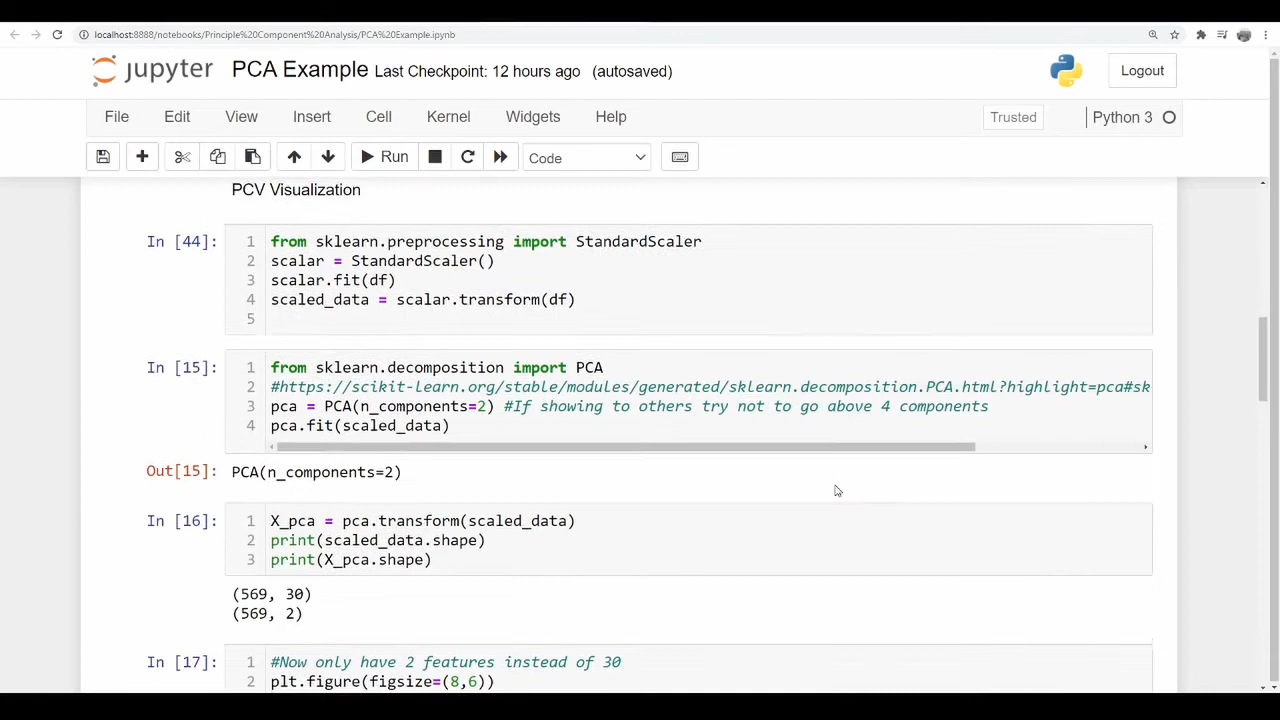 localhost:8888/notebooks/Principle%20Component%20Analysis/PCA%20Example.ipynb
jupyter PCA Example Last Checkpoint: 12 hours ago (autosaved) Logout
File Edit View Insert Cell Kernel Widgets Help Trusted Python 3
Run Code
PCV Visualization
In [44]: 1 from sklearn.preprocessing import StandardScaler
2 scalar = StandardScaler()
3 scalar.fit(df)
4 scaled_data = scalar.transform(df)
5
In [15]: 1 from sklearn.decomposition import PCA
2 #https://scikit-learn.org/stable/modules/generated/sklearn.decomposition.PCA.html?highlight=pca#sk
3 pca = PCA(n_components=2) #If showing to others try not to go above 4 components
4 pca.fit(scaled_data)
Out[15]: PCA(n_components=2)
In [16]: 1 X_pca = pca.transform(scaled_data)
2 print(scaled_data.shape)
3 print(X_pca.shape)
(569, 30)
(569, 2)
In [17]: 1 #Now only have 2 features instead of 30
2 plt.figure(figsize=(8,6))